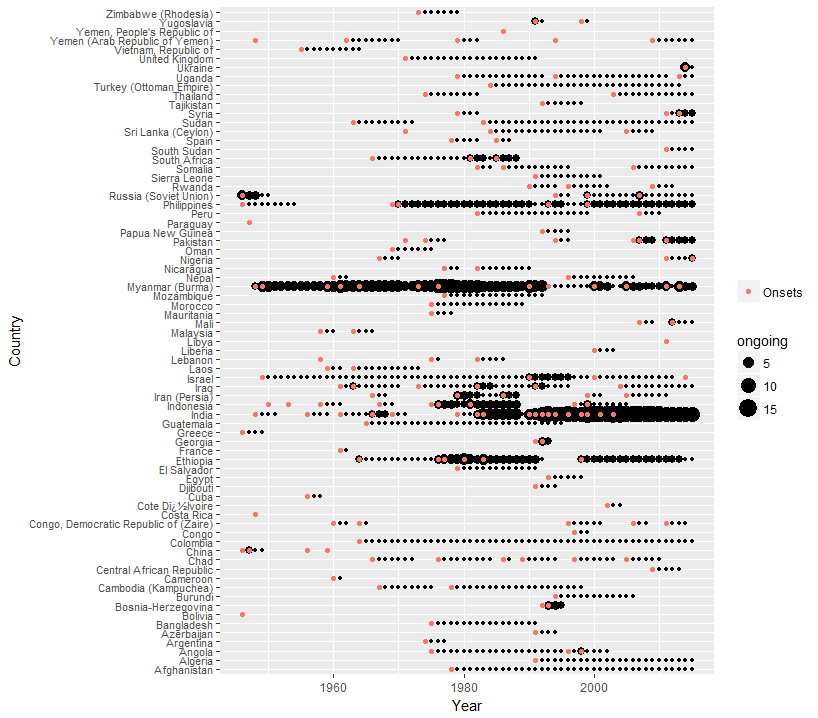 Zimbabwe (Rhodesia)
Yugoslavia
Yemen, People's Republic of
Yemen (Arab Republic of Yemen)
Vietnam, Republic of
United Kingdom
Ukraine
Uganda
Turkey (Ottoman Empire)
Thailand
Tajikistan
Syria
Sudan
Sri Lanka (Ceylon)
Spain
South Sudan
South Africa
Somalia
Sierra Leone
Rwanda
Russia (Soviet Union)
Philippines
Peru
Paraguay
Papua New Guinea
Pakistan
Oman
Nigeria
Nicaragua
Nepal
Myanmar (Burma)
Mozambique
Morocco
Mauritania
Mali
Malaysia
Libya
Liberia
Lebanon
Laos
Israel
Iraq
Iran (Persia)
Indonesia
India
Guatemala
Greece
Georgia
France
Ethiopia
El Salvador
Egypt
Djibouti
Cuba
Cote Dï¿½Ivoire
Costa Rica
Congo, Democratic Republic of (Zaire)
Congo
Colombia
China
Chad
Central African Republic
Cameroon
Cambodia (Kampuchea)
Burundi
Bosnia-Herzegovina
Bolivia
Bangladesh
Azerbaijan
Argentina
Angola
Algeria
Afghanistan
Country
1960 1980 2000
Year
Onsets
ongoing
5
10
15